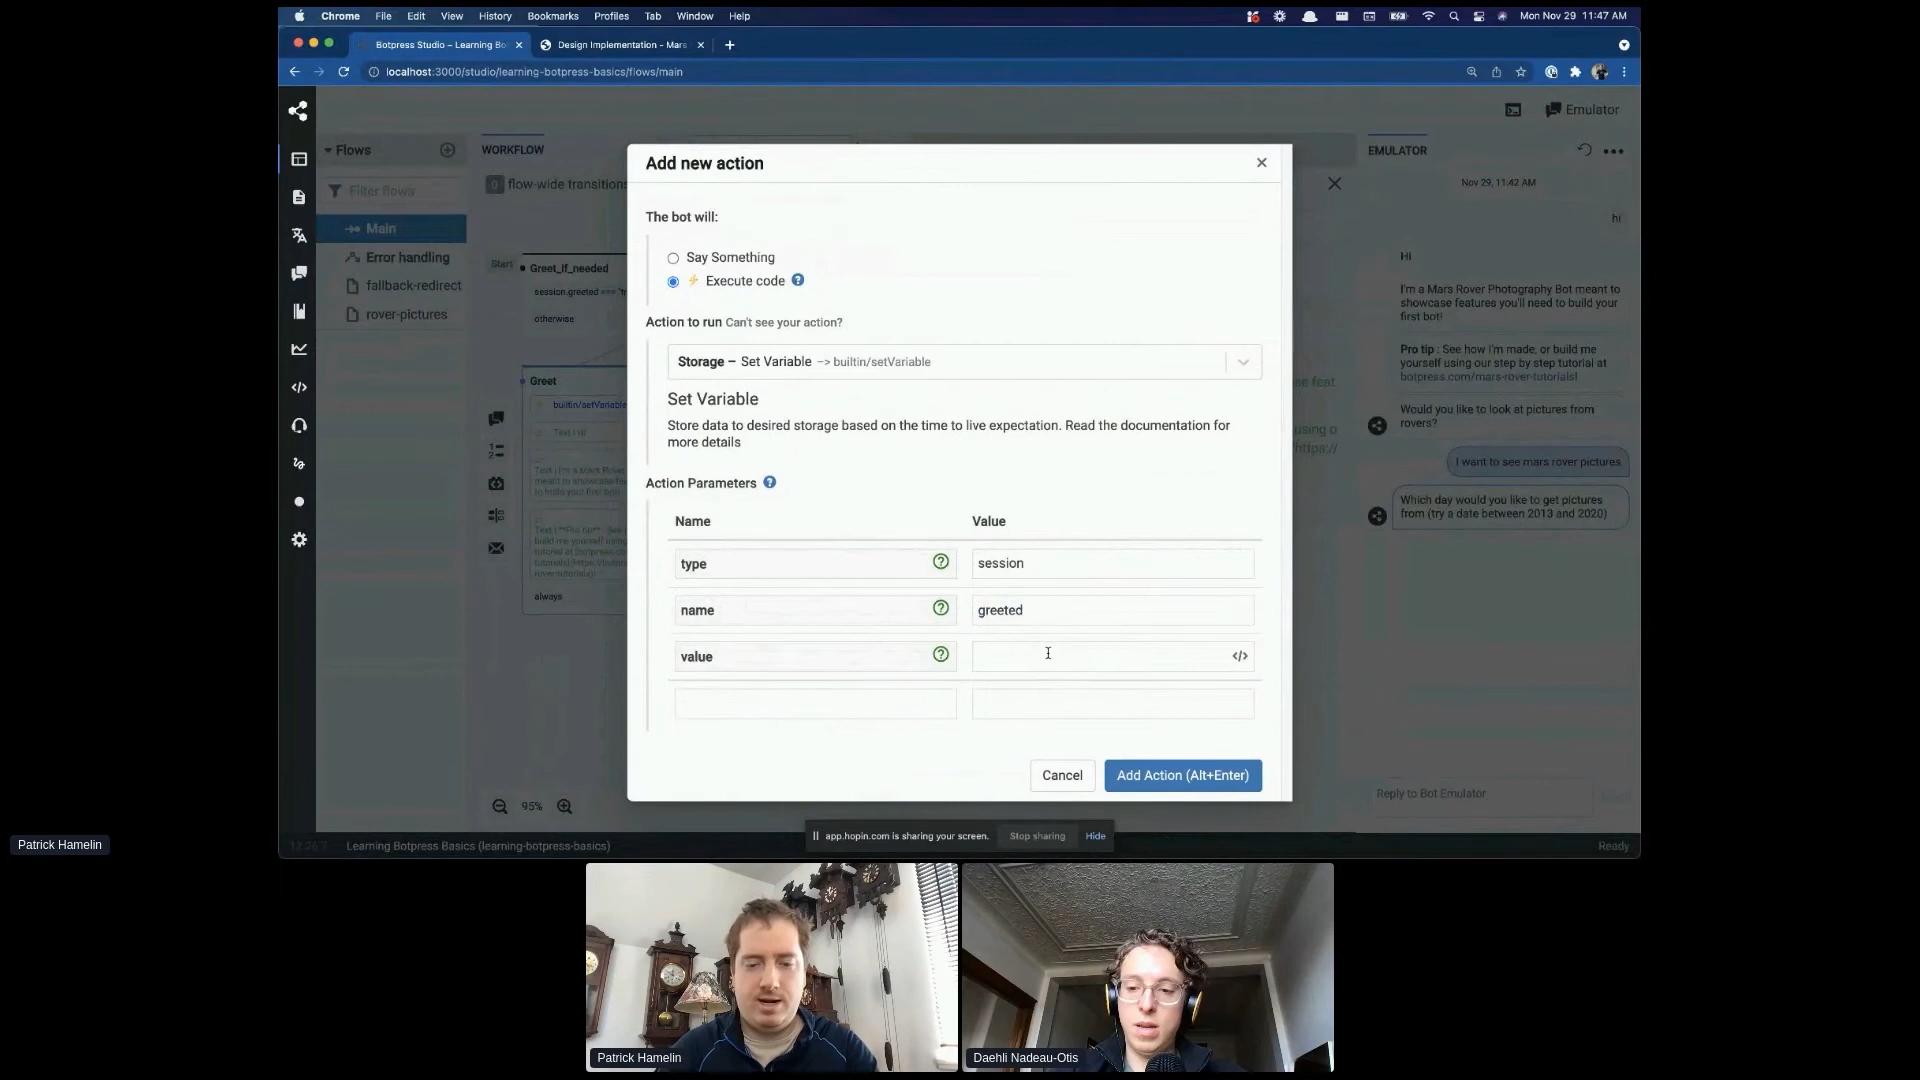 Chrome File Edit View History Bookmarks Profiles Tab Window Help
Mon Nov 29 11:47 AM
Botpress Studio – Learning Bo
Design Implementation - Mars
localhost:3000/studio/learning-botpress-basics/flows/main
Emulator
Flows
Filter flows
Main
Error handling
fallback-redirect
rover-pictures
WORKFLOW
0 flow-wide transitions
Start
Greet_if_needed
session.greeted === "tr
otherwise
Greet
builtin/setVariable
Text | Hi
always
95%
Add new action
The bot will:
Say Something
Execute code
Action to run Can't see your action?
Storage – Set Variable –> builtin/setVariable
Set Variable
Store data to desired storage based on the time to live expectation. Read the documentation for
more details
Action Parameters
Name Value
type session
name greeted
value
Cancel
Add Action (Alt+Enter)
EMULATOR
Nov 29, 11:42 AM
hi
Hi
I'm a Mars Rover Photography Bot meant to
showcase features you'll need to build your
first bot!
Pro tip : See how I'm made, or build me
yourself using our step by step tutorial at
botpress.com/mars-rover-tutorials!
Would you like to look at pictures from
rovers?
I want to see mars rover pictures
Which day would you like to get pictures
from (try a date between 2013 and 2020)
Reply to Bot Emulator
app.hopin.com is sharing your screen.
Stop sharing
Hide
Learning Botpress Basics (learning-botpress-basics)
Ready
Patrick Hamelin
Patrick Hamelin
Daehli Nadeau-Otis